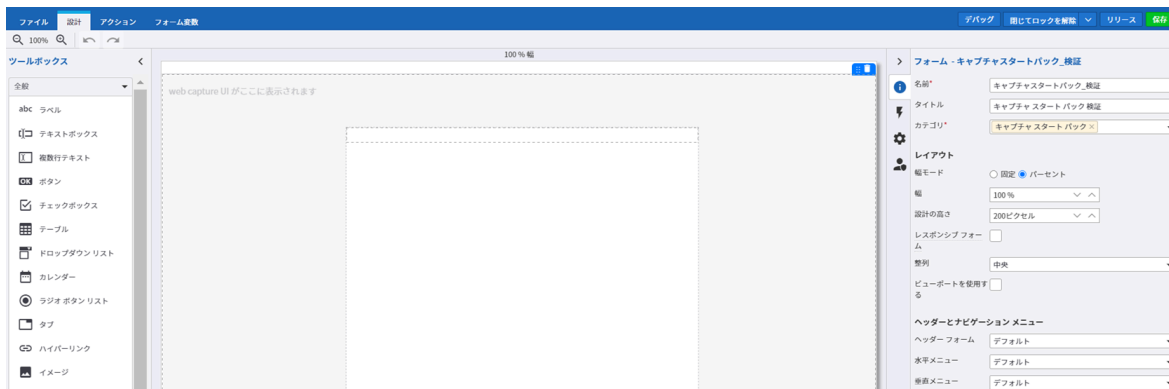 ファイル 設計 アクション フォーム変数 デバッグ 閉じてロックを解除 リリース 保存
100%
ツールボックス
100 % 幅
フォーム - キャプチャスタートパック_検証
全般
web capture UI がここに表示されます
名前* キャプチャスタートパック_検証
タイトル キャプチャ スタート パック 検証
カテゴリ* キャプチャ スタート パック ×
abc ラベル
テキストボックス
複数行テキスト
OK ボタン
チェックボックス
テーブル
ドロップダウン リスト
カレンダー
ラジオ ボタン リスト
タブ
ハイパーリンク
イメージ
レイアウト
幅モード 固定 パーセント
幅 100 %
設計の高さ 200ピクセル
レスポンシブ フォー
ム
整列 中央
ビューポートを使用す
る
ヘッダーとナビゲーション メニュー
ヘッダー フォーム デフォルト
水平メニュー デフォルト
垂直メニュー デフォルト